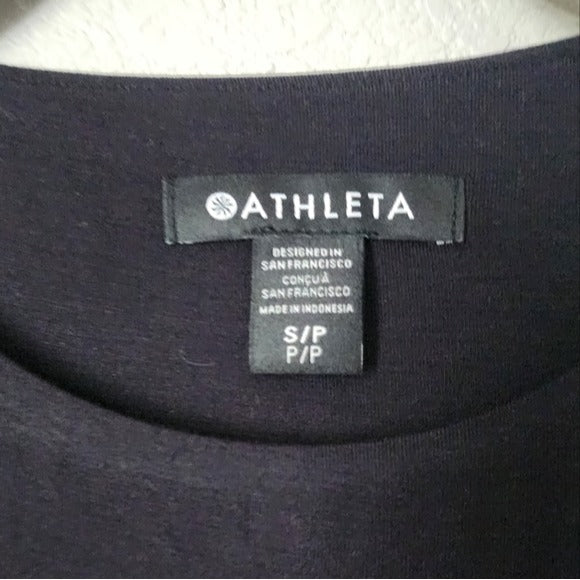 ATHLETA
DESIGNED IN
SAN FRANCISCO
CONÇU À
SAN FRANCISCO
MADE IN INDONESIA
S/P
P/P